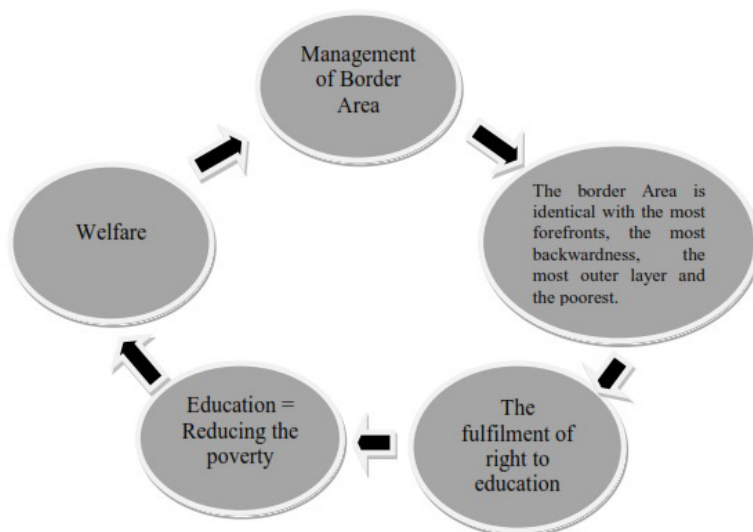 Management
of Border
Area
The border Area is
identical with the most
forefronts, the most
backwardness, the
most outer layer and
the poorest.
The
fulfilment of
right to
education
Education =
Reducing the
poverty
Welfare